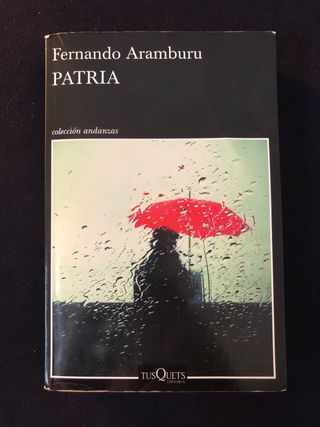 Fernando Aramburu
PATRIA
colección andanzas
TUSQUETS
EDITORES